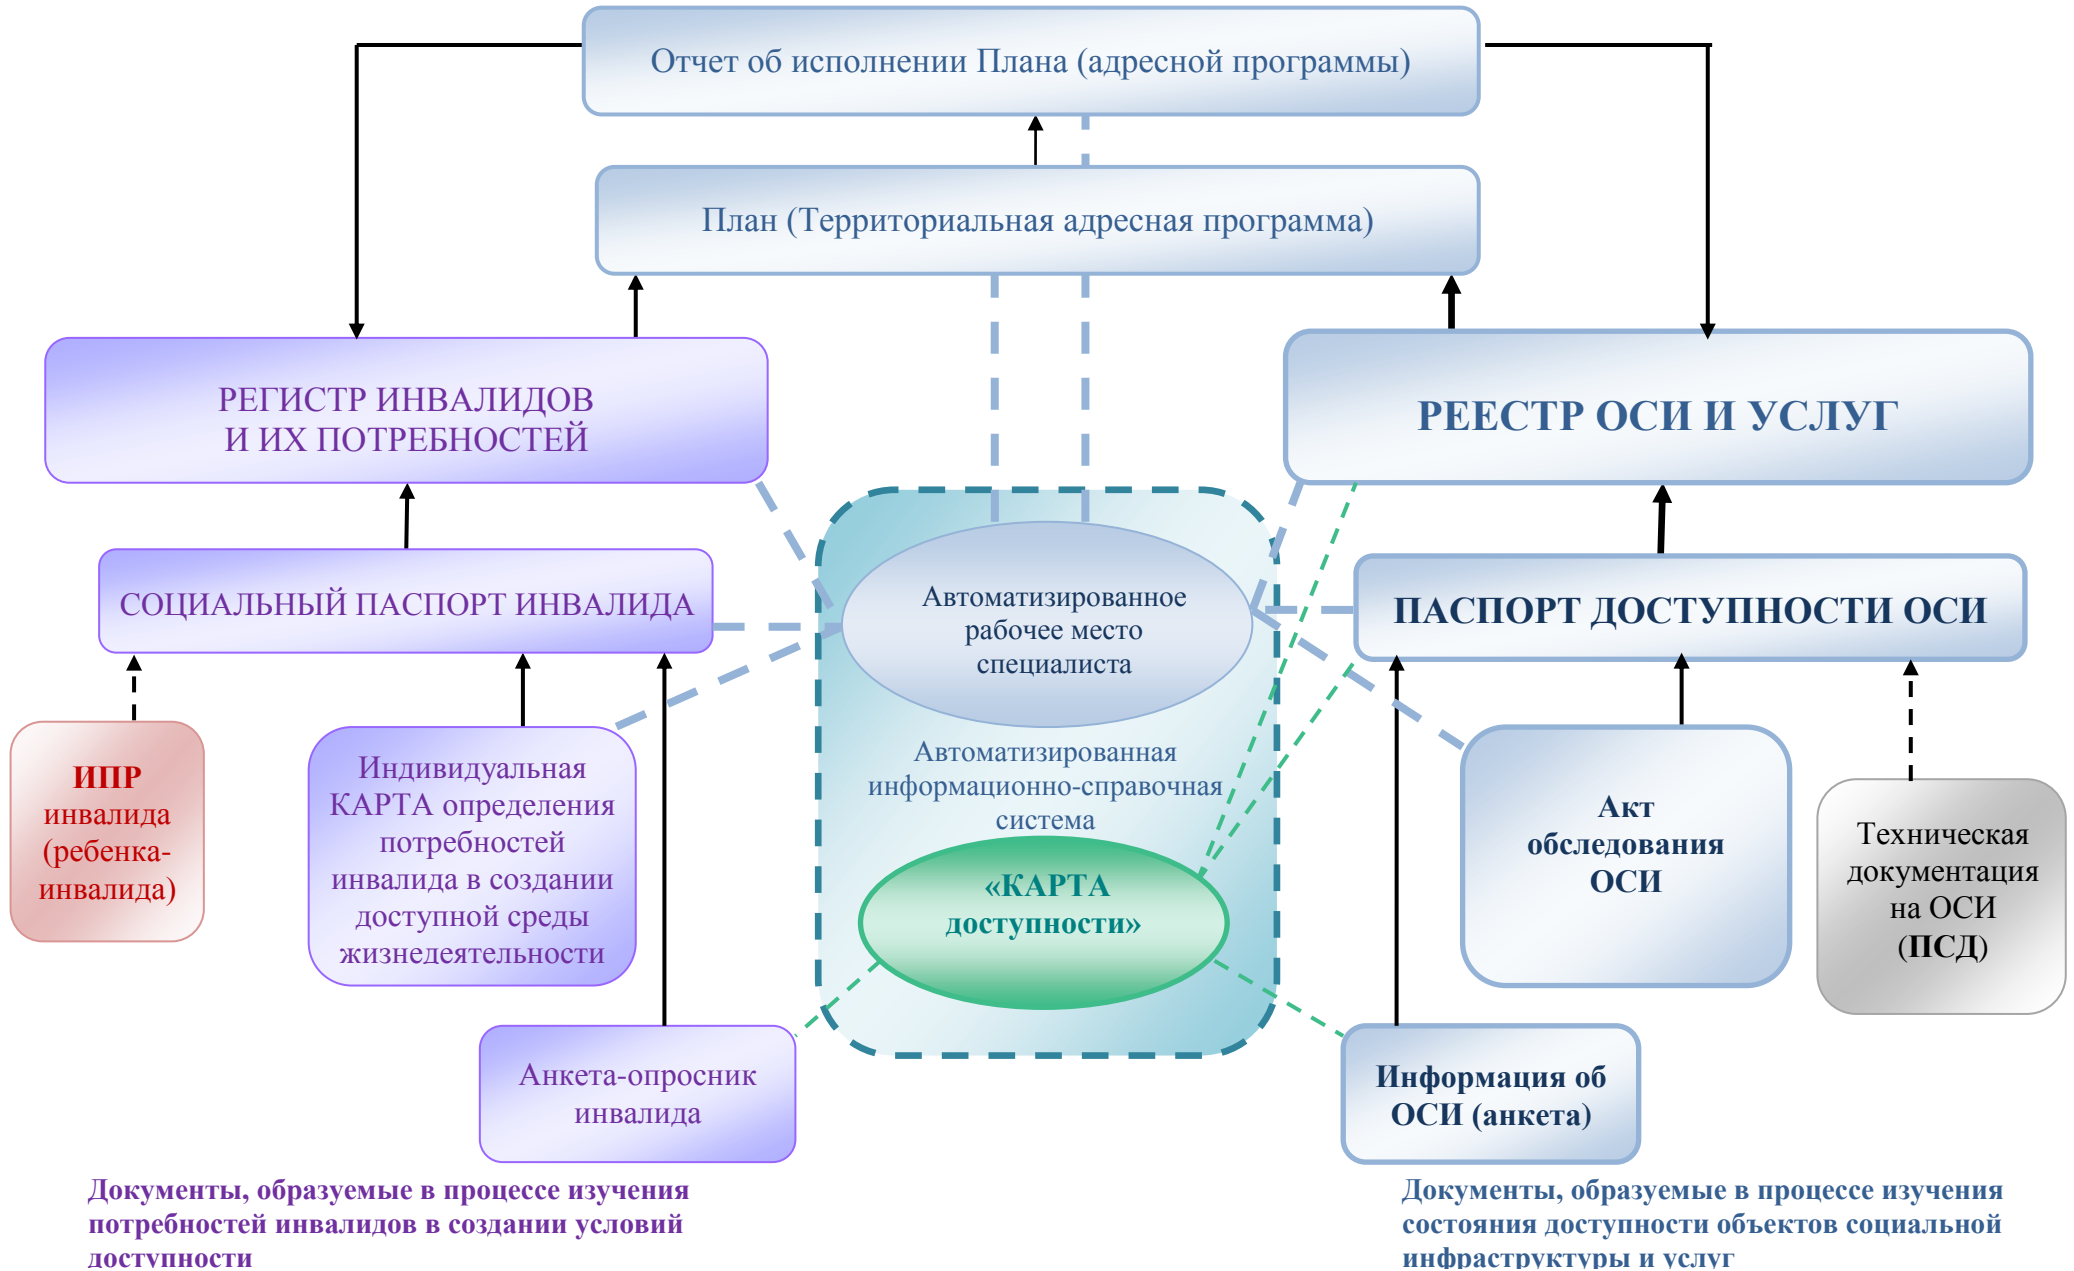 Отчет об исполнении Плана (адресной программы)
План (Территориальная адресная программа)
РЕГИСТР ИНВАЛИДОВ
И ИХ ПОТРЕБНОСТЕЙ
РЕЕСТР ОСИ И УСЛУГ
СОЦИАЛЬНЫЙ ПАСПОРТ ИНВАЛИДА
Автоматизированное
рабочее место
специалиста
ПАСПОРТ ДОСТУПНОСТИ ОСИ
ИПР
инвалида
(ребенка-
инвалида)
Индивидуальная
КАРТА определения
потребностей
инвалида в создании
доступной среды
жизнедеятельности
Автоматизированная
информационно-справочная
система
«КАРТА
доступности»
Акт
обследования
ОСИ
Техническая
документация
на ОСИ
(ПСД)
Анкета-опросник
инвалида
Информация об
ОСИ (анкета)
Документы, образуемые в процессе изучения
потребностей инвалидов в создании условий
доступности
Документы, образуемые в процессе изучения
состояния доступности объектов социальной
инфраструктуры и услуг